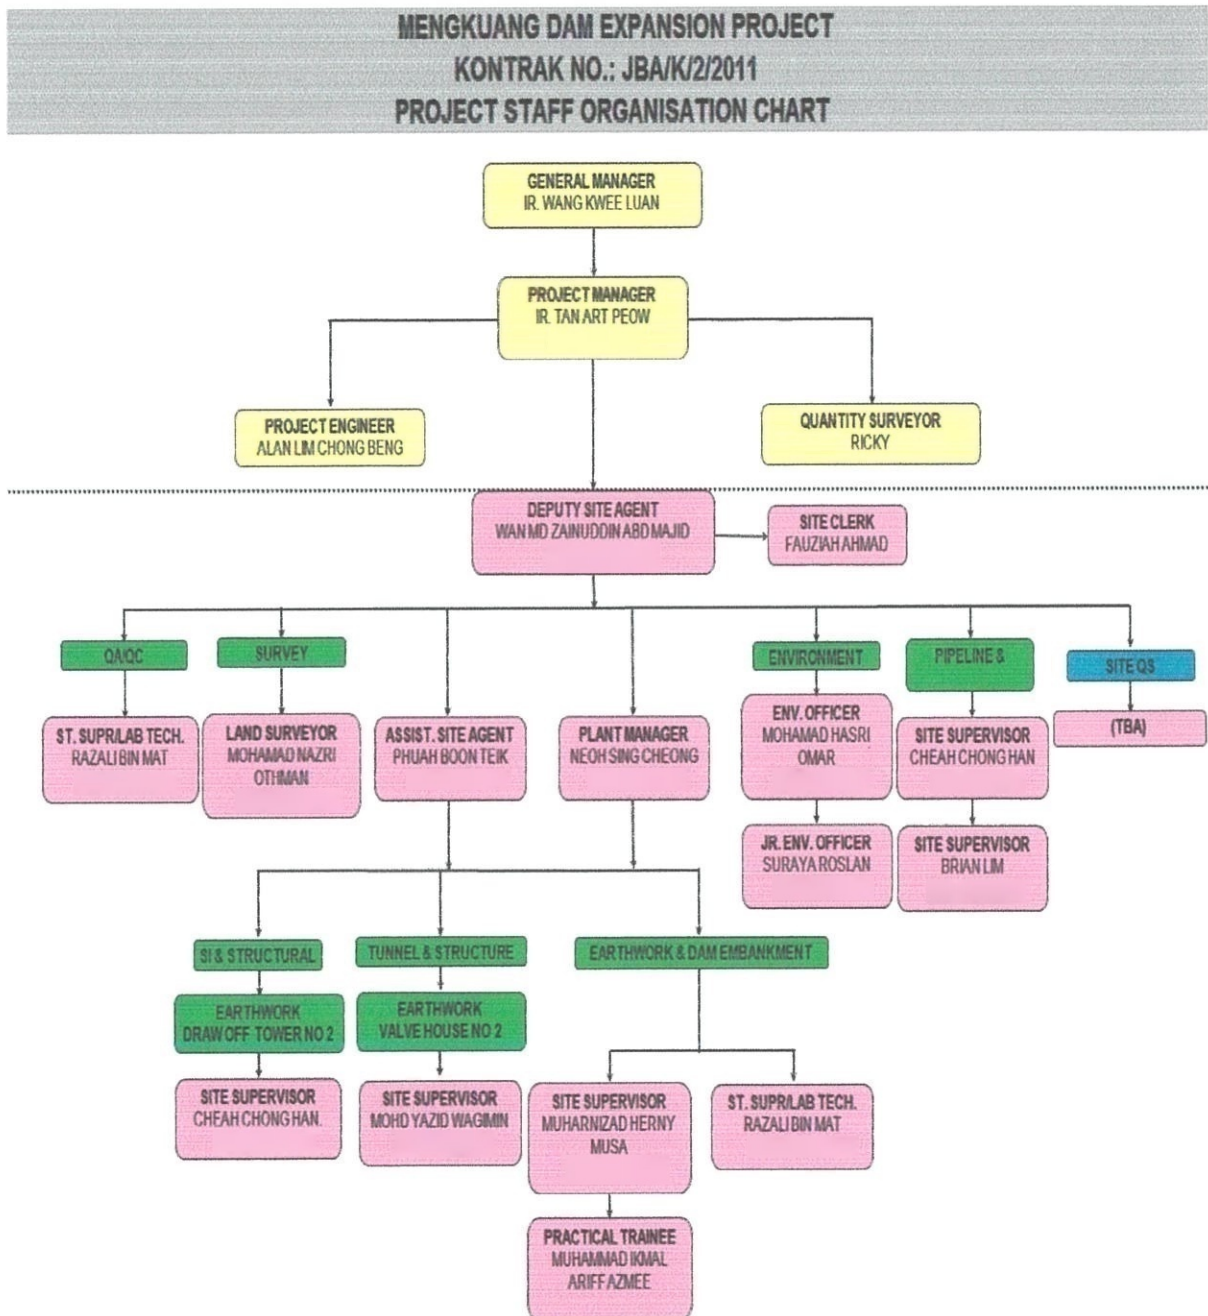 MENGKUANG DAM EXPANSION PROJECT
KONTRAK NO.: JBA/K/2/2011
PROJECT STAFF ORGANISATION CHART
GENERAL MANAGER
IR. WANG KWEE LUAN
PROJECT MANAGER
IR. TAN ART PEOW
PROJECT ENGINEER
ALAN LIM CHONG BENG
QUANTITY SURVEYOR
RICKY
DEPUTY SITE AGENT
WAN MD ZAINUDDIN ABD MAJID
SITE CLERK
FAUZIAH AHMAD
QA/QC
SURVEY
ENVIRONMENT
PIPELINE &
SITE QS
ST. SUPR/LAB TECH.
RAZALI BIN MAT
LAND SURVEYOR
MOHAMAD NAZRI
OTHMAN
ASSIST. SITE AGENT
PHUAH BOON TEIK
PLANT MANAGER
NEOH SING CHEONG
ENV. OFFICER
MOHAMAD HASRI
OMAR
SITE SUPERVISOR
CHEAH CHONG HAN
(TBA)
JR. ENV. OFFICER
SURAYA ROSLAN
SITE SUPERVISOR
BRIAN LIM
SI & STRUCTURAL
TUNNEL & STRUCTURE
EARTHWORK & DAM EMBANKMENT
EARTHWORK
DRAW OFF TOWER NO 2
EARTHWORK
VALVE HOUSE NO 2
SITE SUPERVISOR
CHEAH CHONG HAN.
SITE SUPERVISOR
MOHD YAZID WAGIMIN
SITE SUPERVISOR
MUHARNIZAD HERNY
MUSA
ST. SUPR/LAB TECH.
RAZALI BIN MAT
PRACTICAL TRAINEE
MUHAMMAD IKMAL
ARIFF AZMEE